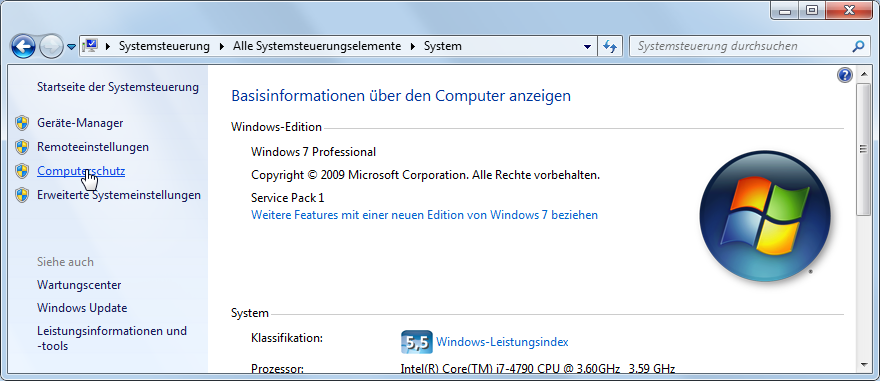 Systemsteuerung Alle Systemsteuerungselemente System
Systemsteuerung durchsuchen
Startseite der Systemsteuerung
Geräte-Manager
Remoteeinstellungen
Computerschutz
Erweiterte Systemeinstellungen
Siehe auch
Wartungscenter
Windows Update
Leistungsinformationen und
-tools
Basisinformationen über den Computer anzeigen
Windows-Edition
Windows 7 Professional
Copyright © 2009 Microsoft Corporation. Alle Rechte vorbehalten.
Service Pack 1
Weitere Features mit einer neuen Edition von Windows 7 beziehen
System
Klassifikation: 5,5 Windows-Leistungsindex
Prozessor: Intel(R) Core(TM) i7-4790 CPU @ 3.60GHz 3.59 GHz